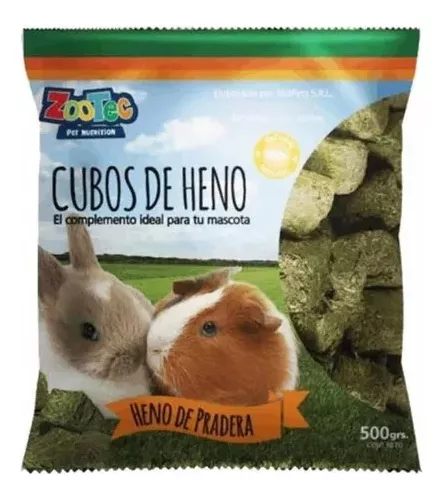 ZooTec
PET NUTRITION
CUBOS DE HENO
El complemento ideal para tu mascota
HENO DE PRADERA
500grs.